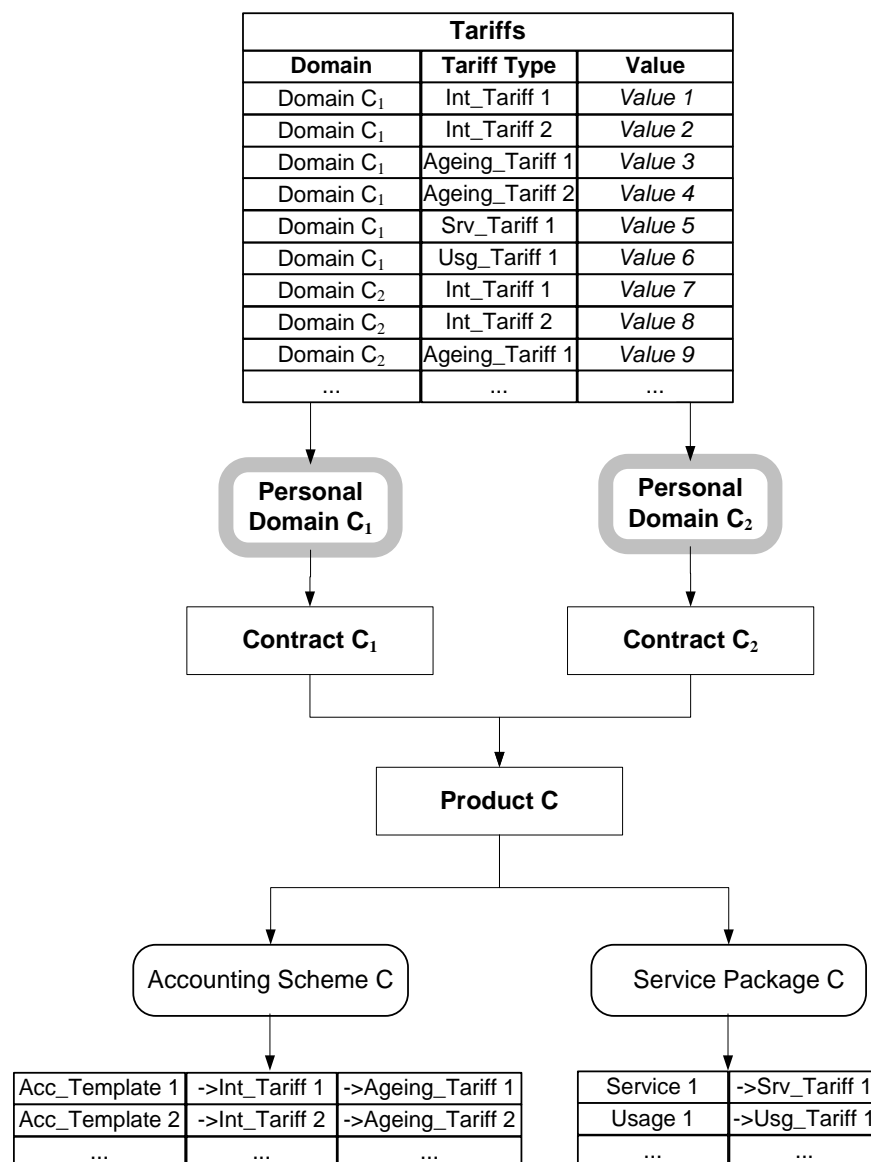 Tariffs
Domain Tariff Type Value
Domain C₁ Int_Tariff 1 Value 1
Domain C₁ Int_Tariff 2 Value 2
Domain C₁ Ageing_Tariff 1 Value 3
Domain C₁ Ageing_Tariff 2 Value 4
Domain C₁ Srv_Tariff 1 Value 5
Domain C₁ Usg_Tariff 1 Value 6
Domain C₂ Int_Tariff 1 Value 7
Domain C₂ Int_Tariff 2 Value 8
Domain C₂ Ageing_Tariff 1 Value 9
... ... ...
Personal
Domain C₁
Personal
Domain C₂
Contract C₁
Contract C₂
Product C
Accounting Scheme C
Service Package C
Acc_Template 1 ->Int_Tariff 1 ->Ageing_Tariff 1
Acc_Template 2 ->Int_Tariff 2 ->Ageing_Tariff 2
... ... ...
Service 1 ->Srv_Tariff 1
Usage 1 ->Usg_Tariff 1
... ...